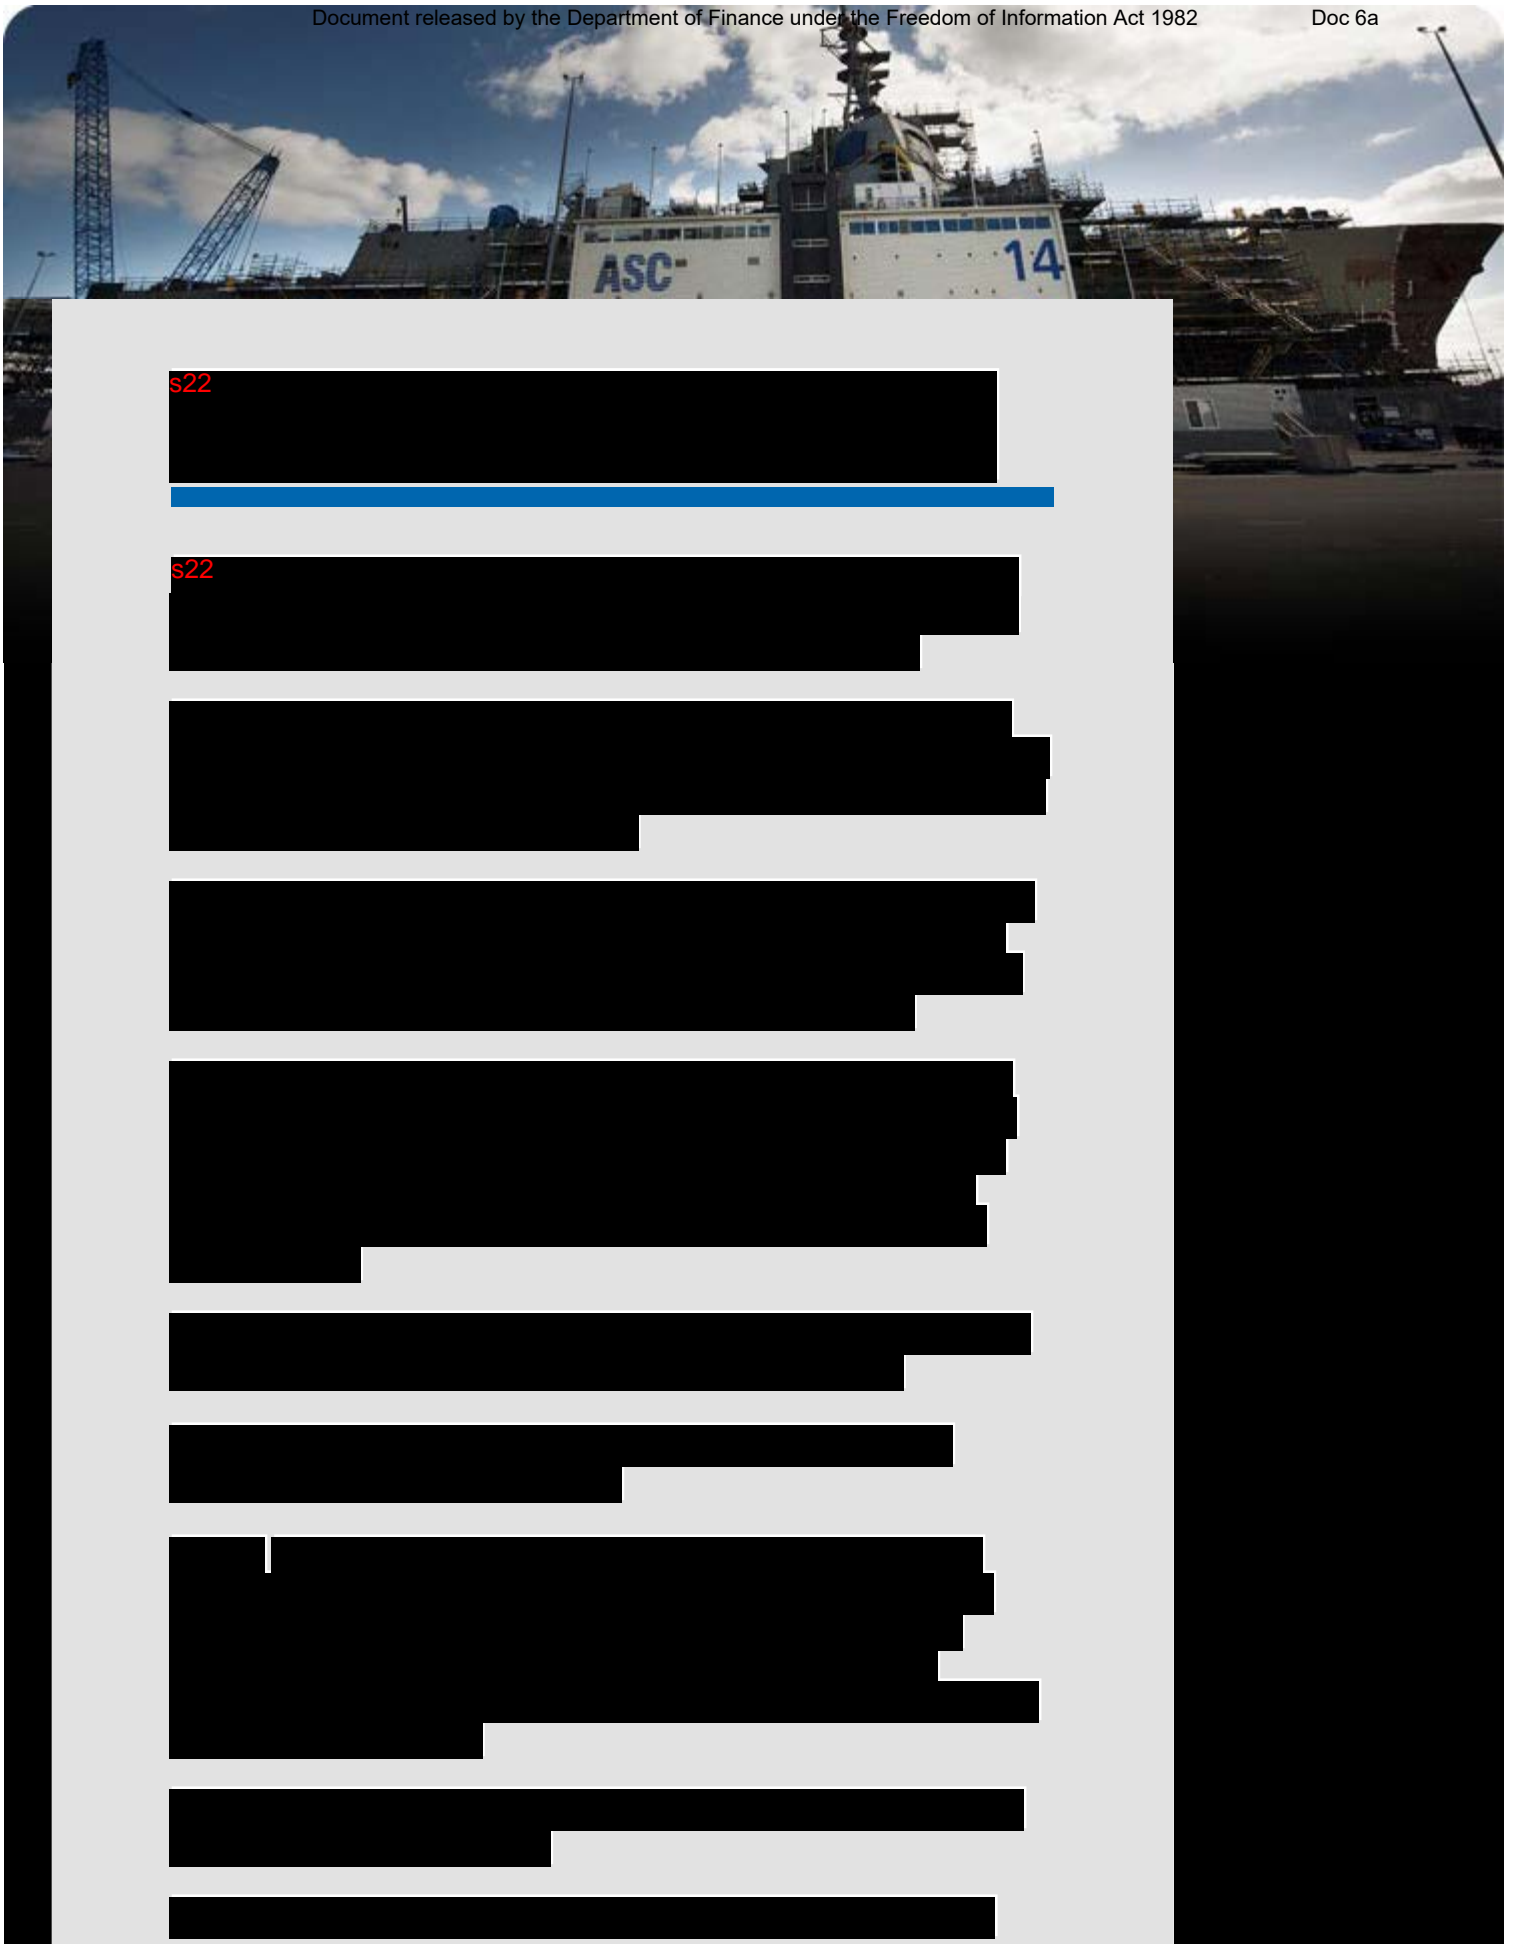 Document released by the Department of Finance under the Freedom of Information Act 1982 Doc 6a
ASC
14
s22
s22